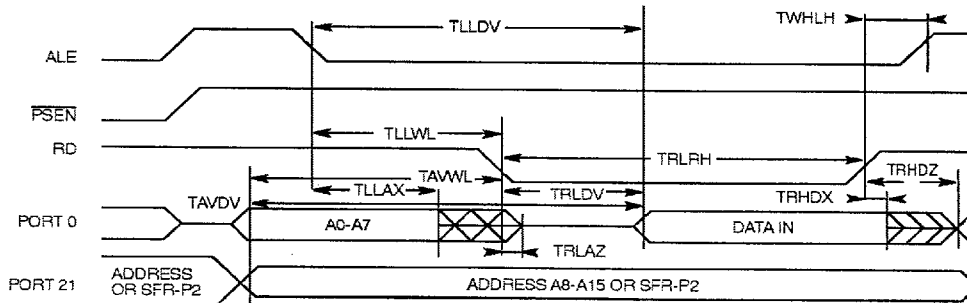 TLLDV
TWHLH
ALE
PSEN
TLLWL
RD
TRLRH
TAVWL
TRHDZ
TLLAX
TRLDV
TAVDV
TRHDX
PORT 0
A0-A7
DATA IN
TRLAZ
PORT 21
ADDRESS
OR SFR-P2
ADDRESS A8-A15 OR SFR-P2